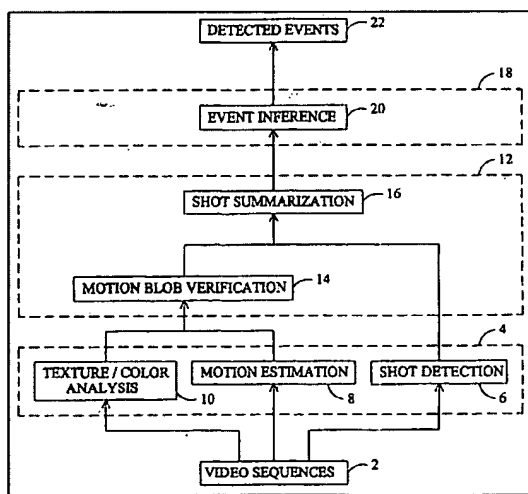 DETECTED EVENTS
22
18
EVENT INFERENCE
20
12
SHOT SUMMARIZATION
16
MOTION BLOB VERIFICATION
14
4
TEXTURE / COLOR
ANALYSIS
10
MOTION ESTIMATION
8
SHOT DETECTION
6
VIDEO SEQUENCES
2